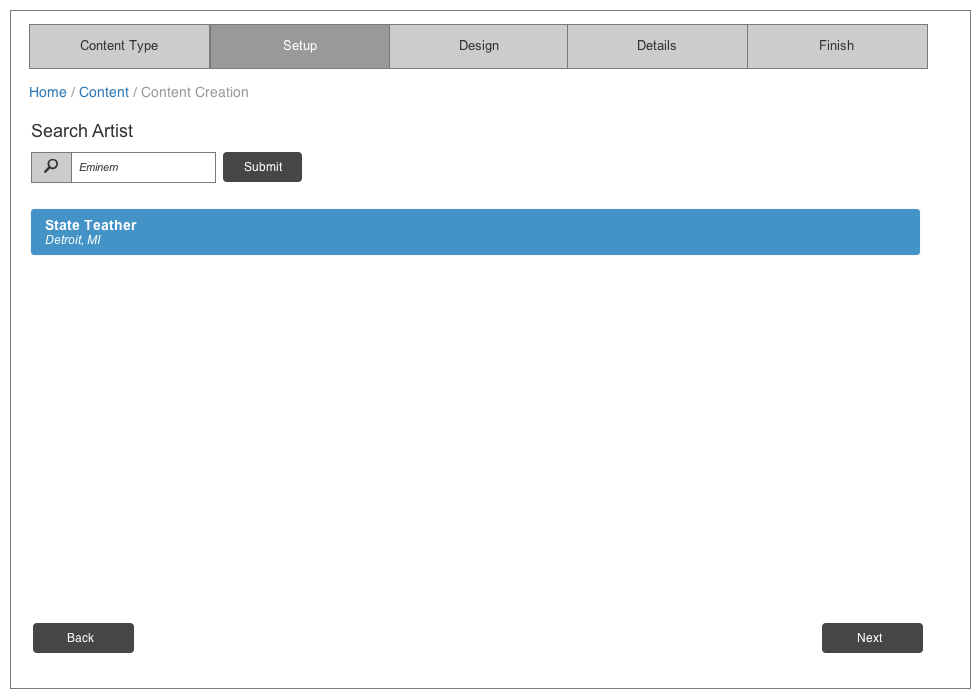 Content Type Setup Design Details Finish
Home / Content / Content Creation
Search Artist
Eminem Submit
State Teather
Detroit, MI
Back Next